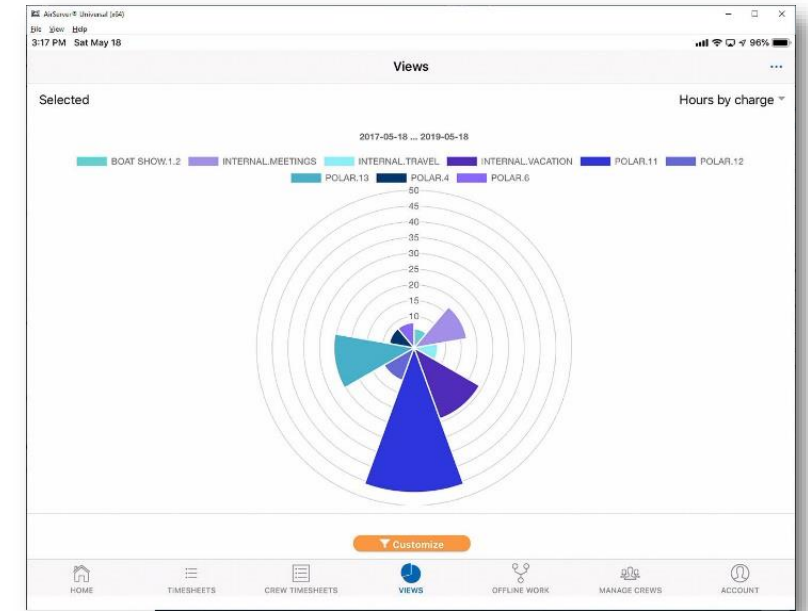 AirServer® Universal (x64)
File View Help
3:17 PM Sat May 18
96%
Views
...
Selected
Hours by charge
2017-05-18 ... 2019-05-18
BOAT SHOW.1.2 INTERNAL.MEETINGS INTERNAL.TRAVEL INTERNAL.VACATION POLAR.11 POLAR.12
POLAR.13 POLAR.4 POLAR.6
50
45
40
35
30
25
20
15
10
Customize
HOME TIMESHEETS CREW TIMESHEETS VIEWS OFFLINE WORK MANAGE CREWS ACCOUNT